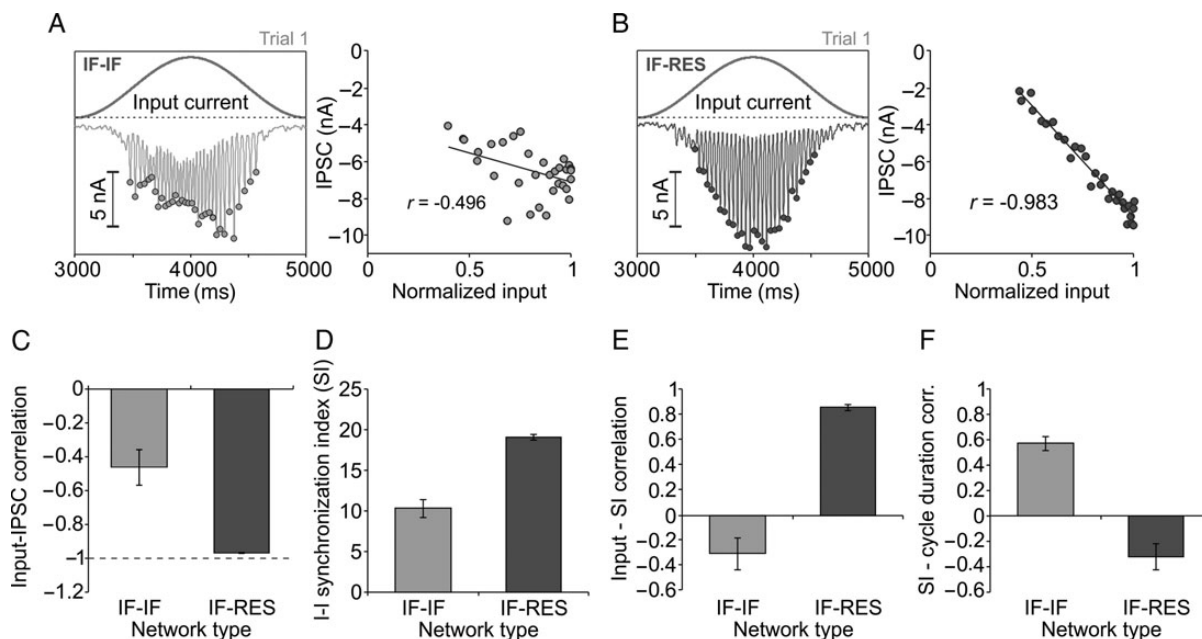 A
Trial 1
IF-IF
Input current
5 nA
3000 4000 5000
Time (ms)
IPSC (nA)
0
−2
−4
−6
−8
−10
r = -0.496
0 0.5 1
Normalized input
B
Trial 1
IF-RES
Input current
5 nA
3000 4000 5000
Time (ms)
IPSC (nA)
0
−2
−4
−6
−8
−10
r = -0.983
0 0.5 1
Normalized input
C
Input-IPSC correlation
0
−0.2
−0.4
−0.6
−0.8
−1
−1.2
IF-IF IF-RES
Network type
D
I-I synchronization index (SI)
25
20
15
10
5
0
IF-IF IF-RES
Network type
E
Input - SI correlation
1
0.8
0.6
0.4
0.2
0
−0.2
−0.4
−0.6
IF-IF IF-RES
Network type
F
SI - cycle duration corr.
1
0.8
0.6
0.4
0.2
0
−0.2
−0.4
−0.6
IF-IF IF-RES
Network type